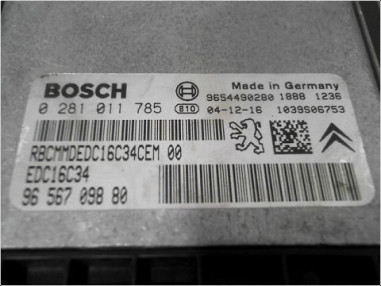 BOSCH
Made in Germany
9654490280 1888 1236
0 281 011 785 810 04-12-16 1039S06753
RBCMMDEDC16C34CEM 00
EDC16C34
96 567 098 80